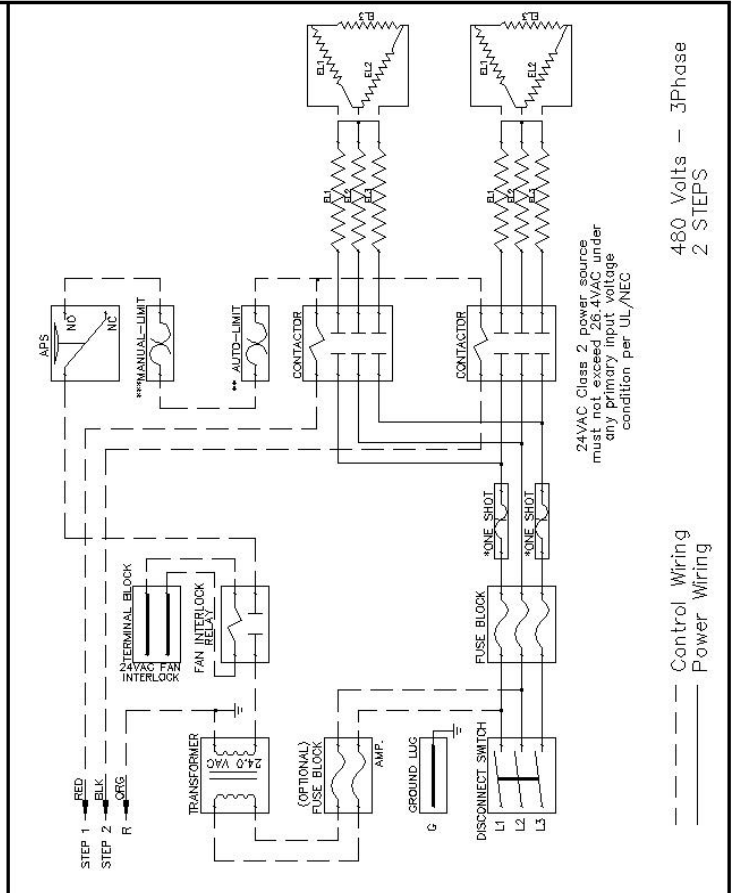 STEP 1
RED
STEP 2
BLK
R
ORG
TRANSFORMER
24.0 VAC
(OPTIONAL)
FUSE BLOCK
AMP.
GROUND LUG
G
DISCONNECT SWITCH
L1
L2
L3
TERMINAL BLOCK
24VAC FAN
INTERLOCK
FAN INTERLOCK
RELAY
FUSE BLOCK
*ONE SHOT
*ONE SHOT
APS
NO
NC
***MANUAL-LIMIT
** AUTO-LIMIT
CONTACTOR
CONTACTOR
EL1
EL2
EL3
EL1
EL2
EL3
EL1
EL2
EL3
EL1
EL2
EL3
24VAC Class 2 power source
must not exceed 26.4VAC under
any primary input voltage
condition per UL/NEC
Control Wiring
Power Wiring
480 Volts - 3Phase
2 STEPS